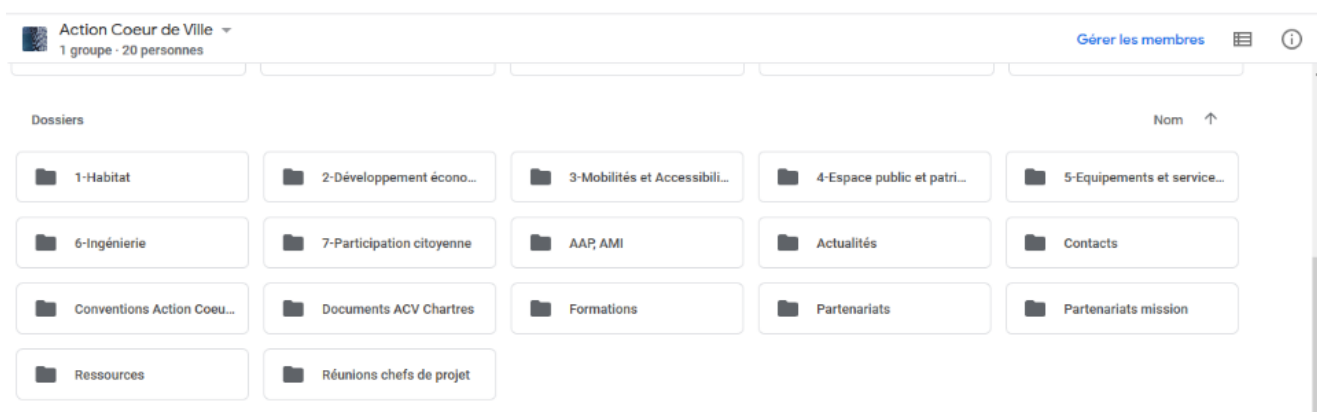 Action Coeur de Ville
1 groupe · 20 personnes
Gérer les membres
Dossiers
Nom
1-Habitat
2-Développement écono...
3-Mobilités et Accessibili...
4-Espace public et patri...
5-Equipements et service...
6-Ingénierie
7-Participation citoyenne
AAP, AMI
Actualités
Contacts
Conventions Action Coeu...
Documents ACV Chartres
Formations
Partenariats
Partenariats mission
Ressources
Réunions chefs de projet